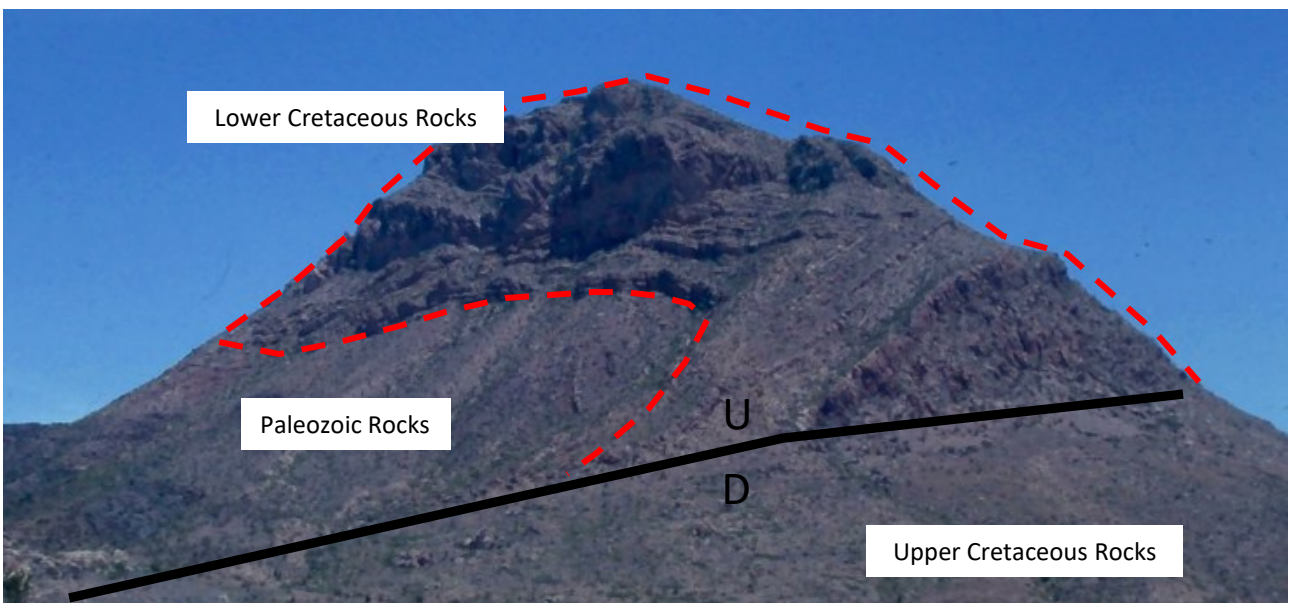 Lower Cretaceous Rocks
Paleozoic Rocks
U
D
Upper Cretaceous Rocks